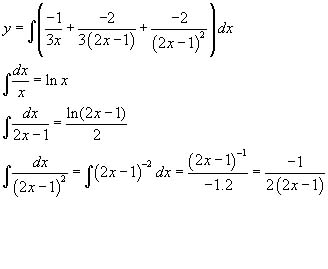 y = ∫(-1/3x + -2/3(2x-1) + -2/(2x-1)²) dx
∫dx/x = ln x
∫dx/2x-1 = ln(2x-1)/2
∫dx/(2x-1)² = ∫(2x-1)⁻² dx = (2x-1)⁻¹/-1.2 = -1/2(2x-1)